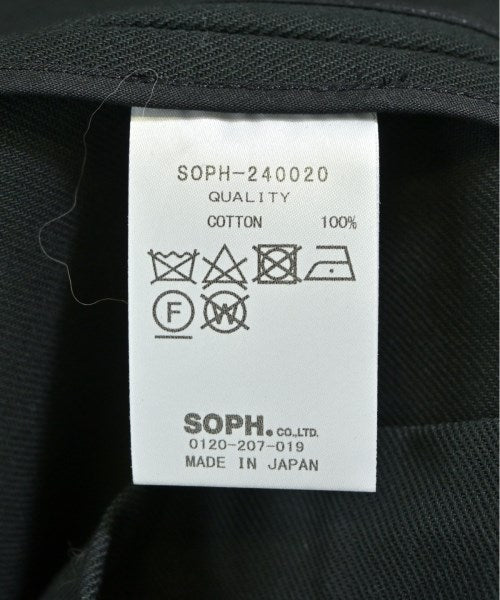 SOPH-240020
QUALITY
COTTON 100%
F W
SOPH. CO.,LTD.
0120-207-019
MADE IN JAPAN